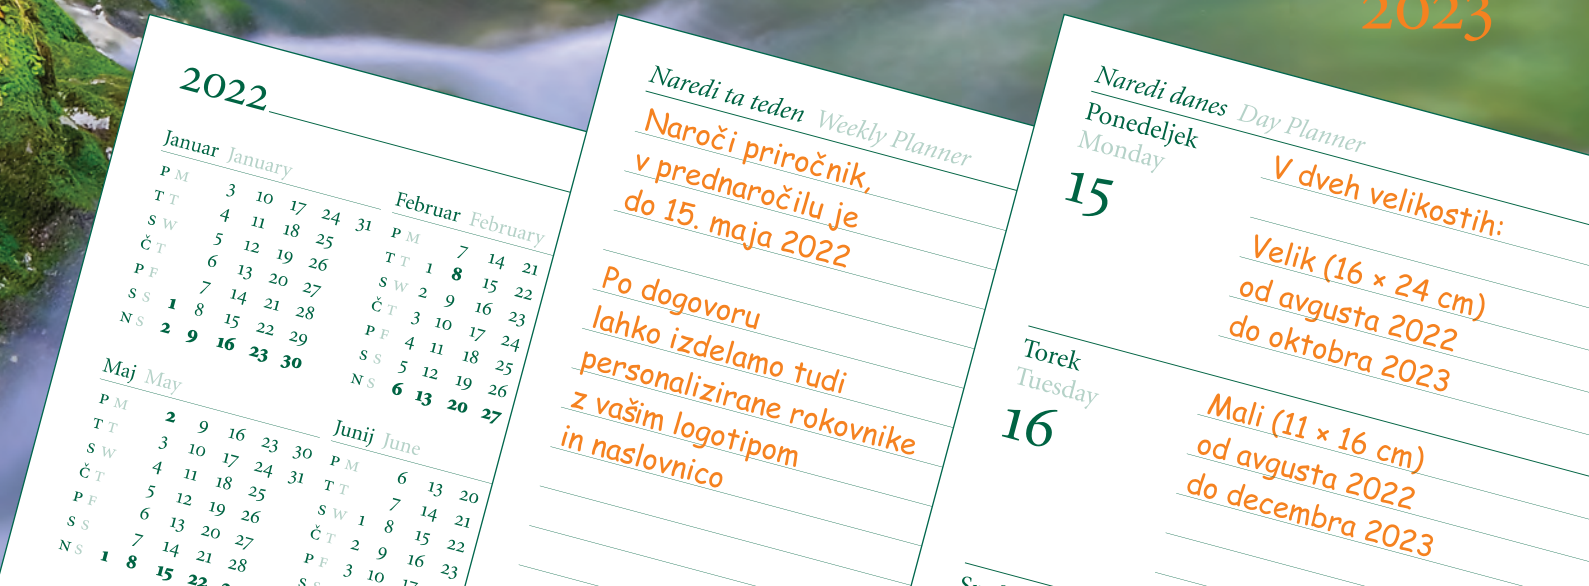 2023
2022
Januar January
P M 3 10 17 24 31
T T 4 11 18 25
S W 5 12 19 26
Č T 6 13 20 27
P F 7 14 21 28
S S 1 8 15 22 29
N S 2 9 16 23 30
Februar February
P M 7 14 21
T T 1 8 15 22
S W 2 9 16 23
Č T 3 10 17 24
P F 4 11 18 25
S S 5 12 19 26
N S 6 13 20 27
Maj May
P M 2 9 16 23 30
T T 3 10 17 24 31
S W 4 11 18 25
Č T 5 12 19 26
P F 6 13 20 27
S S 7 14 21 28
N S 1 8 15 22
Junij June
P M 6 13 20
T T 7 14 21
S W 1 8 15 22
Č T 2 9 16 23
P F 3 10 17
S S
Naredi ta teden Weekly Planner
Naroči priročnik,
v prednaročilu je
do 15. maja 2022
Po dogovoru
lahko izdelamo tudi
personalizirane rokovnike
z vašim logotipom
in naslovnico
Naredi danes Day Planner
Ponedeljek
Monday
15
V dveh velikostih:
Velik (16 × 24 cm)
od avgusta 2022
do oktobra 2023
Torek
Tuesday
16
Mali (11 × 16 cm)
od avgusta 2022
do decembra 2023